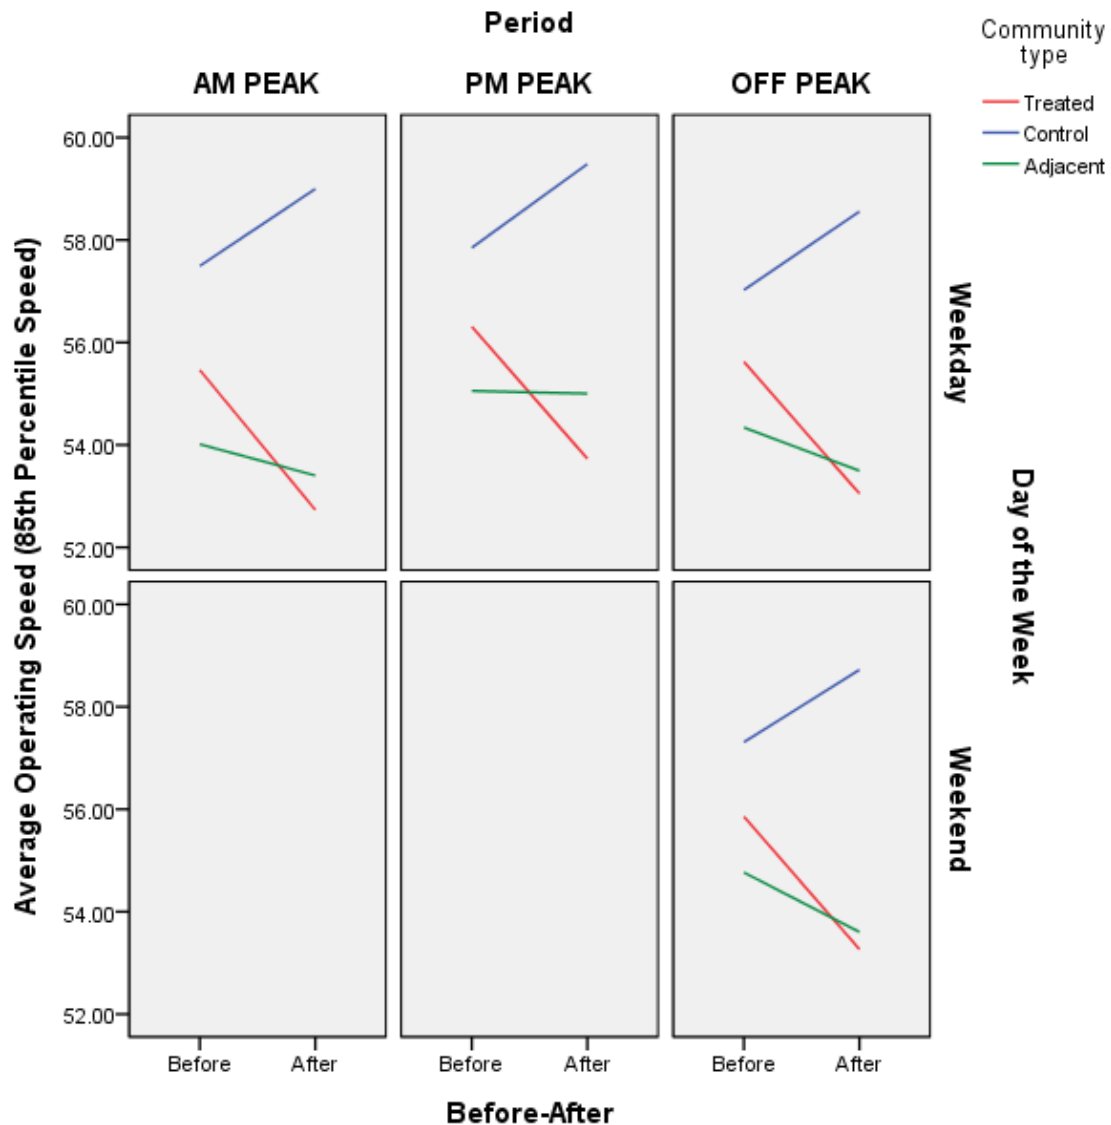 Period
Community
type
AM PEAK
PM PEAK
OFF PEAK
Treated
Control
Adjacent
Average Operating Speed (85th Percentile Speed)
60.00
58.00
56.00
54.00
52.00
Weekday
Day of the Week
60.00
58.00
56.00
54.00
52.00
Weekend
Before After Before After Before After
Before-After